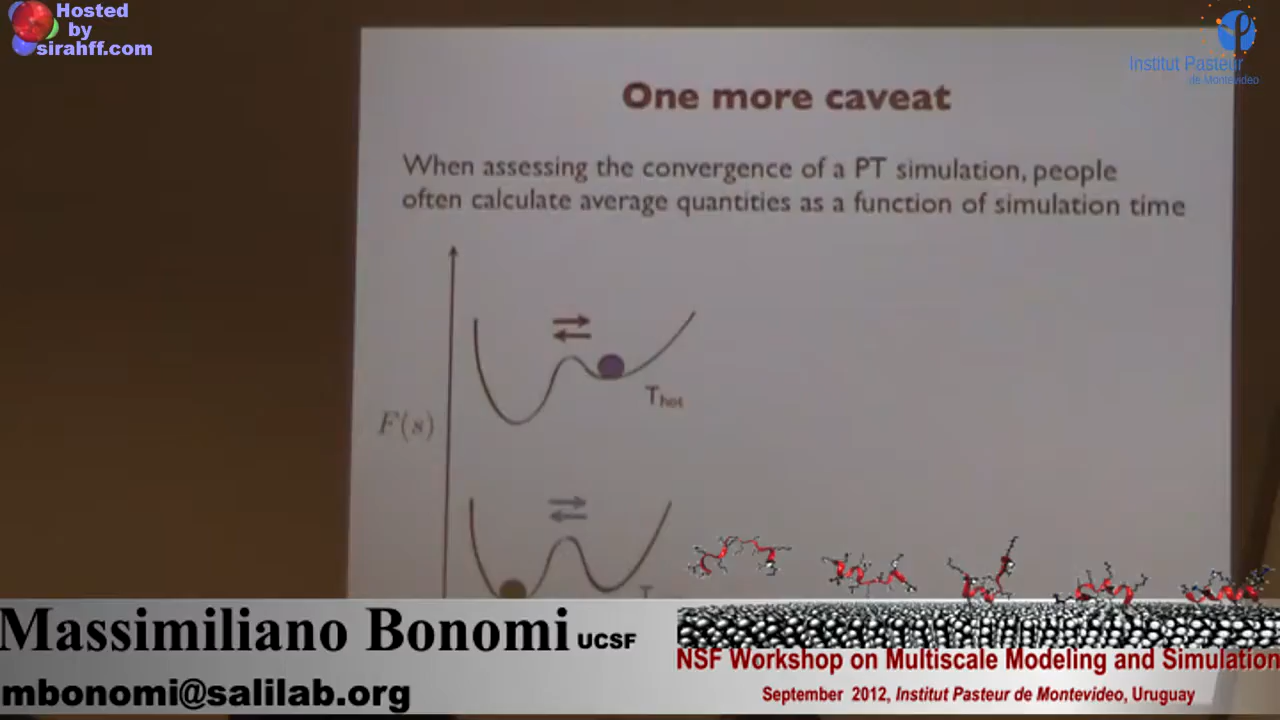 Hosted
by
sirahff.com
Institut Pasteur
de Montevideo
One more caveat
When assessing the convergence of a PT simulation, people
often calculate average quantities as a function of simulation time
F(s)
Thot
T
Massimiliano Bonomi UCSF
mbonomi@salilab.org
NSF Workshop on Multiscale Modeling and Simulation
September 2012, Institut Pasteur de Montevideo, Uruguay